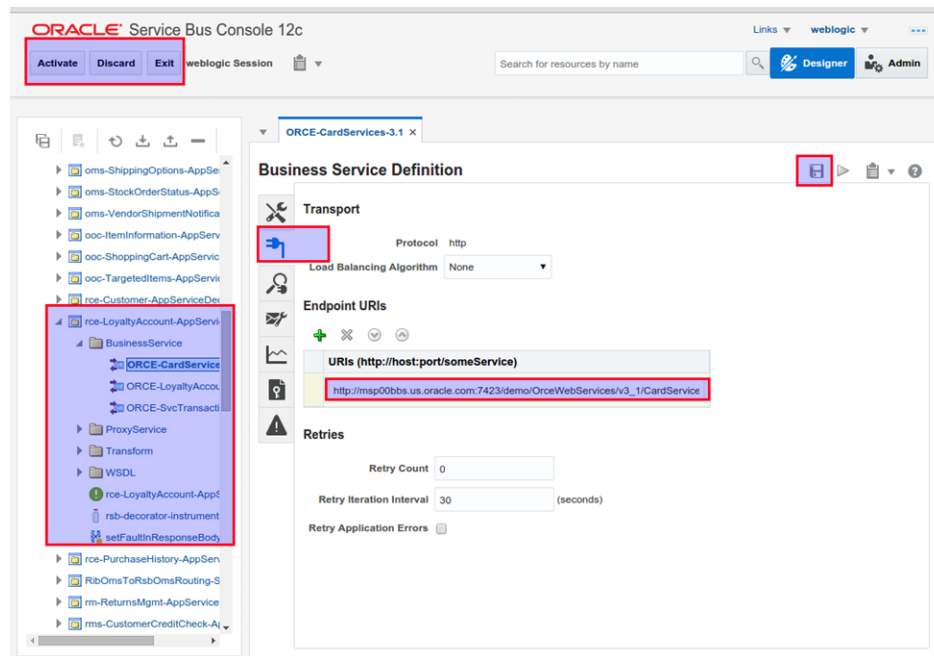 ORACLE® Service Bus Console 12c
Links weblogic
Activate Discard Exit weblogic Session
Search for resources by name
Designer Admin
ORCE-CardServices-3.1 ×
oms-ShippingOptions-AppSe
oms-StockOrderStatus-AppS
oms-VendorShipmentNotifica
ooc-ItemInformation-AppServ
ooc-ShoppingCart-AppServic
ooc-TargetedItems-AppServic
rce-Customer-AppServiceDec
rce-LoyaltyAccount-AppServi
BusinessService
ORCE-CardService
ORCE-LoyaltyAccou
ORCE-SvcTransacti
ProxyService
Transform
WSDL
rce-LoyaltyAccount-AppS
rsb-decorator-instrument
setFaultInResponseBody
rce-PurchaseHistory-AppServ
RibOmsToRsbOmsRouting-S
rm-ReturnsMgmt-AppService
rms-CustomerCreditCheck-A
Business Service Definition
Transport
Protocol http
Load Balancing Algorithm None
Endpoint URIs
URIs (http://host:port/someService)
http://msp00bbs.us.oracle.com:7423/demo/OrceWebServices/v3_1/CardService
Retries
Retry Count 0
Retry Iteration Interval 30 (seconds)
Retry Application Errors